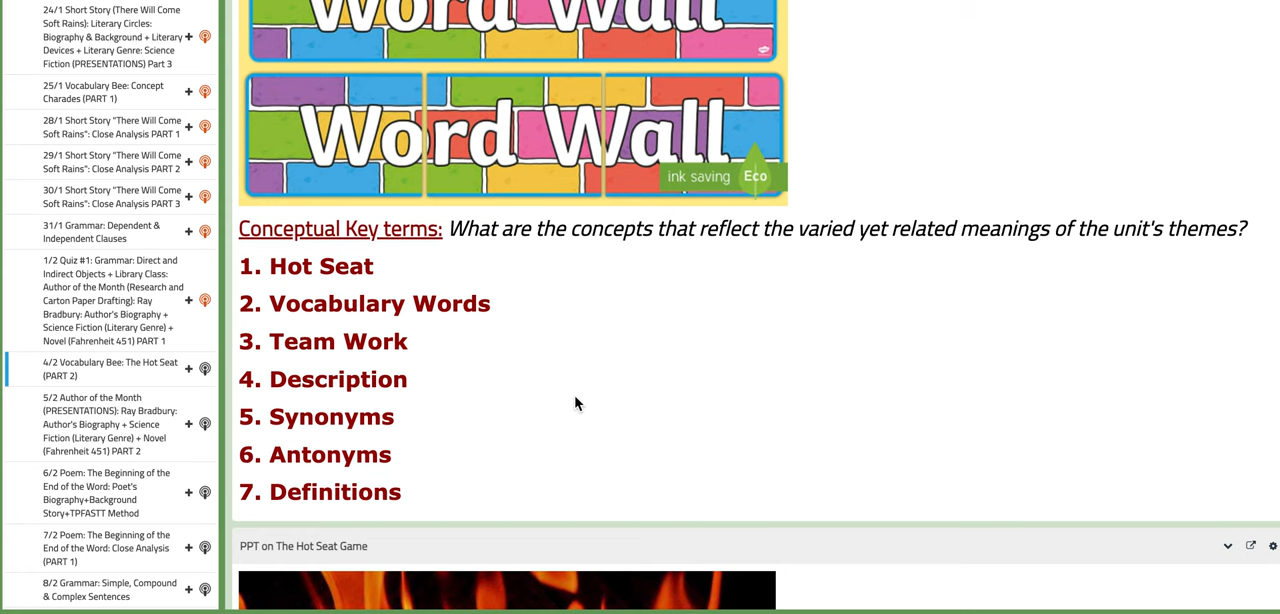 24/1 Short Story (There Will Come
Soft Rains): Literary Circles:
Biography & Background + Literary
Devices + Literary Genre: Science
Fiction (PRESENTATIONS) Part 3
25/1 Vocabulary Bee: Concept
Charades (PART 1)
28/1 Short Story "There Will Come
Soft Rains": Close Analysis PART 1
29/1 Short Story "There Will Come
Soft Rains": Close Analysis PART 2
30/1 Short Story "There Will Come
Soft Rains": Close Analysis PART 3
31/1 Grammar: Dependent &
Independent Clauses
1/2 Quiz #1: Grammar: Direct and
Indirect Objects + Library Class:
Author of the Month (Research and
Carton Paper Drafting): Ray
Bradbury: Author's Biography +
Science Fiction (Literary Genre) +
Novel (Fahrenheit 451) PART 1
4/2 Vocabulary Bee: The Hot Seat
(PART 2)
5/2 Author of the Month
(PRESENTATIONS): Ray Bradbury:
Author's Biography + Science
Fiction (Literary Genre) + Novel
(Fahrenheit 451) PART 2
6/2 Poem: The Beginning of the
End of the Word: Poet's
Biography+Background
Story+TPFASTT Method
7/2 Poem: The Beginning of the
End of the Word: Close Analysis
(PART 1)
8/2 Grammar: Simple, Compound
& Complex Sentences
Word Wall
Word Wall
ink saving Eco
Conceptual Key terms: What are the concepts that reflect the varied yet related meanings of the unit's themes?
1. Hot Seat
2. Vocabulary Words
3. Team Work
4. Description
5. Synonyms
6. Antonyms
7. Definitions
PPT on The Hot Seat Game